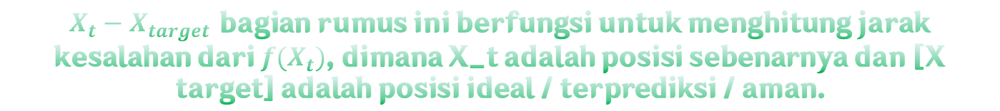 X_t − X_target bagian rumus ini berfungsi untuk menghitung jarak
kesalahan dari f(X_t), dimana X_t adalah posisi sebenarnya dan [X
target] adalah posisi ideal / terprediksi / aman.